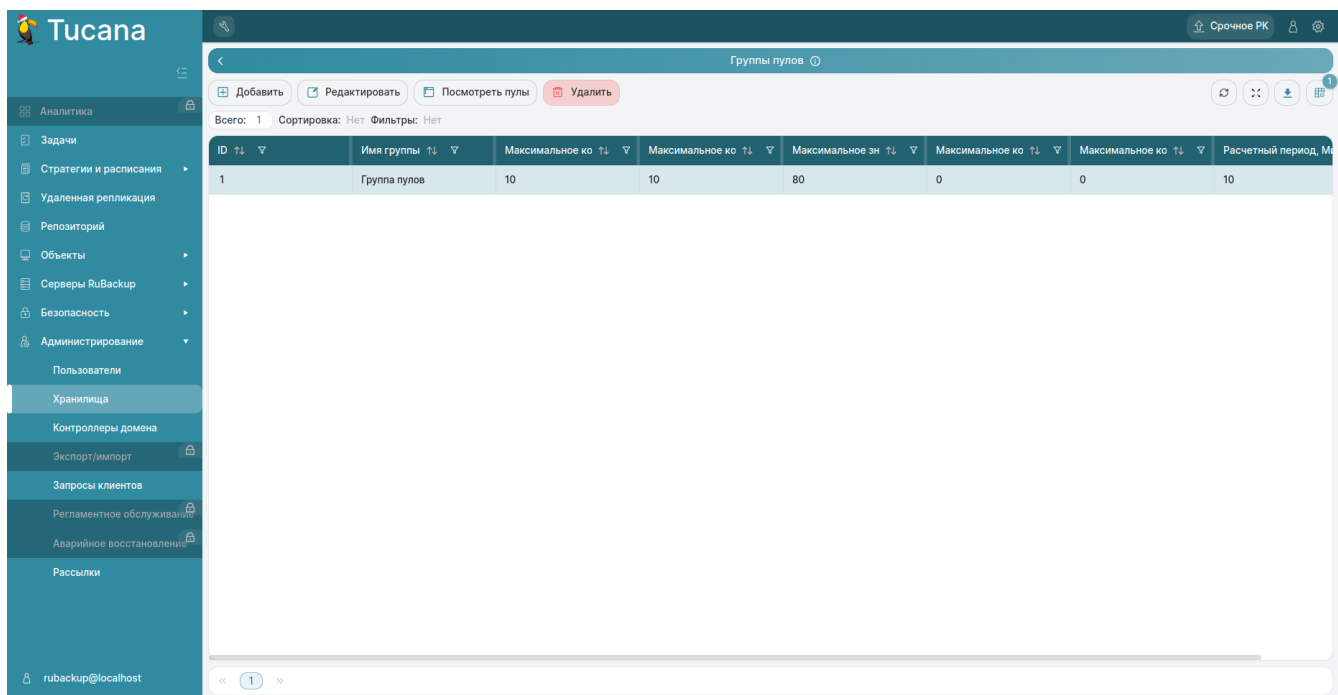 Tucana
Срочное РК
Группы пулов
Добавить Редактировать Посмотреть пулы Удалить
1
Всего: 1 Сортировка: Нет Фильтры: Нет
ID Имя группы Максимальное ко Максимальное ко Максимальное зн Максимальное ко Максимальное ко Расчетный период, Ми
1 Группа пулов 10 10 80 0 0 10
Аналитика
Задачи
Стратегии и расписания
Удаленная репликация
Репозиторий
Объекты
Серверы RuBackup
Безопасность
Администрирование
Пользователи
Хранилища
Контроллеры домена
Экспорт/импорт
Запросы клиентов
Регламентное обслуживание
Аварийное восстановление
Рассылки
rubackup@localhost
« 1 »